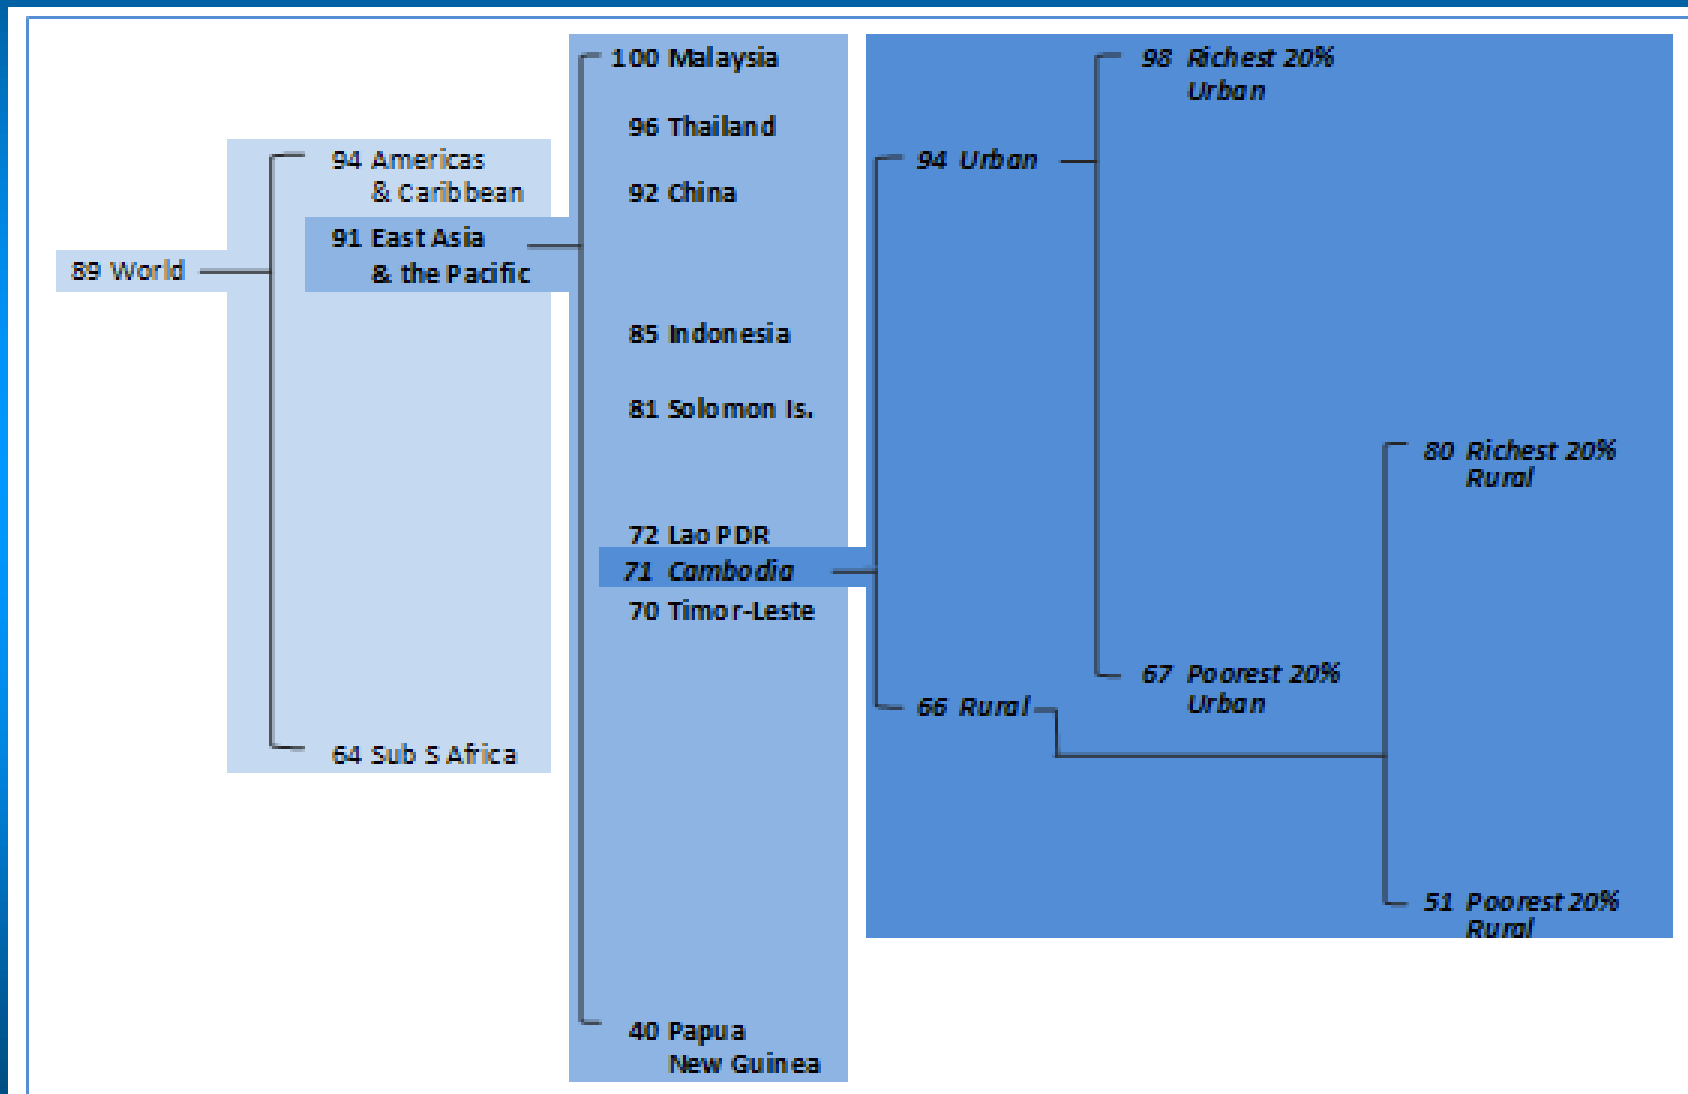 89 World
94 Americas
& Caribbean
91 East Asia
& the Pacific
64 Sub S Africa
100 Malaysia
96 Thailand
92 China
85 Indonesia
81 Solomon Is.
72 Lao PDR
71 Cambodia
70 Timor-Leste
40 Papua
New Guinea
94 Urban
66 Rural
98 Richest 20%
Urban
67 Poorest 20%
Urban
80 Richest 20%
Rural
51 Poorest 20%
Rural